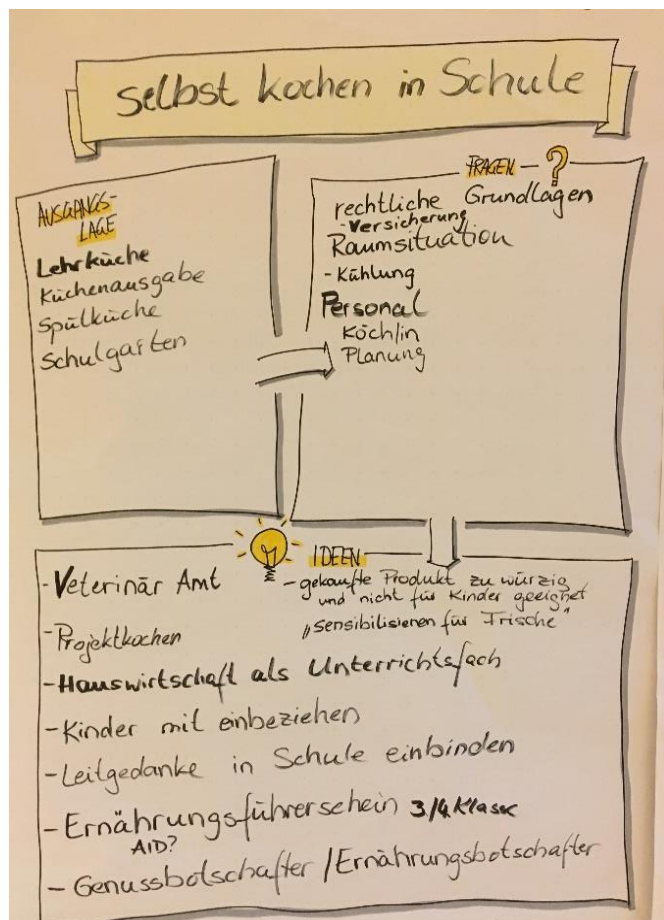 selbst kochen in Schule
AUSGANGS-
LAGE
Lehrküche
Küchenausgabe
Spülküche
Schulgarten
FRAGEN - ?
rechtliche Grundlagen
- Versicherung
Raumsituation
- Kühlung
Personal
Köch/in
Planung
IDEEN
- Veterinär Amt
- gekaufte Produkt zu würzig
und nicht für Kinder geeignet
„sensibilisieren für Frische"
- Projektkochen
- Hauswirtschaft als Unterrichtsfach
- Kinder mit einbeziehen
- Leitgedanke in Schule einbinden
- Ernährungsführerschein 3/4 Klasse
AID?
- Genussbotschafter / Ernährungsbotschafter